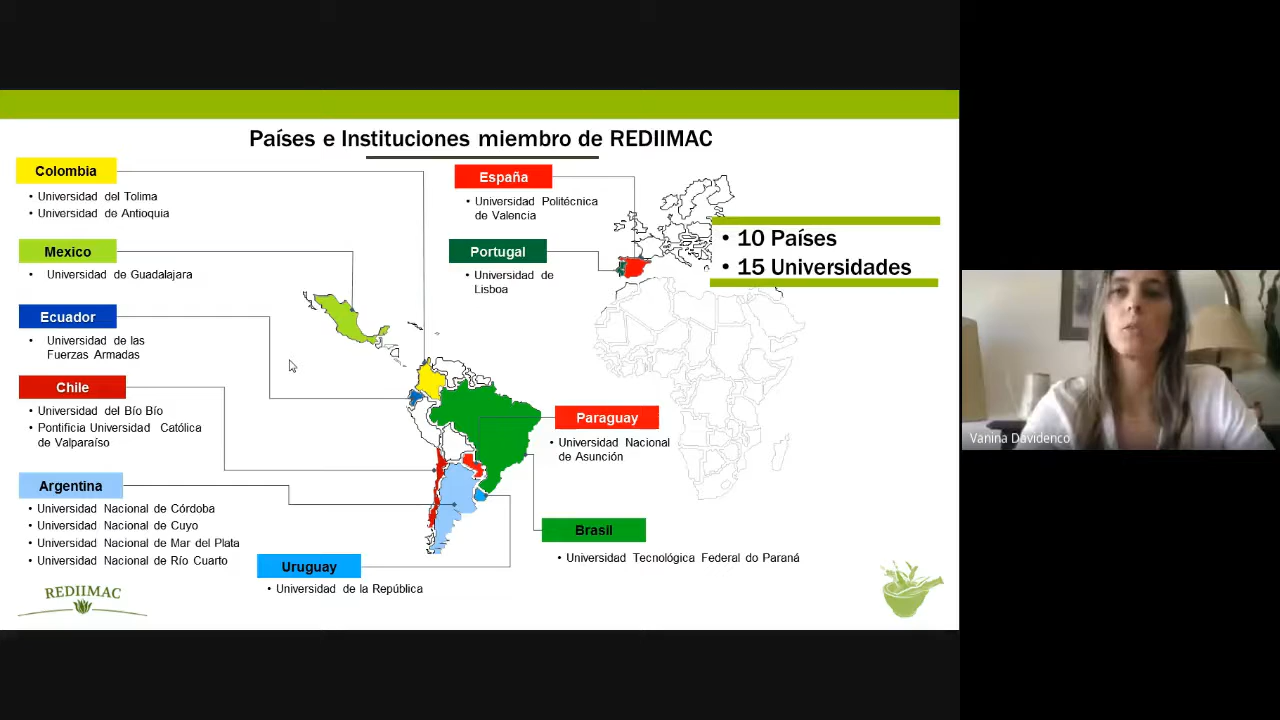 Países e Instituciones miembro de REDIIMAC
Colombia
• Universidad del Tolima
• Universidad de Antioquia
Mexico
• Universidad de Guadalajara
Ecuador
• Universidad de las
Fuerzas Armadas
Chile
• Universidad del Bío Bío
• Pontificia Universidad Católica
de Valparaíso
Argentina
• Universidad Nacional de Córdoba
• Universidad Nacional de Cuyo
• Universidad Nacional de Mar del Plata
• Universidad Nacional de Río Cuarto
Uruguay
• Universidad de la República
España
• Universidad Politécnica
de Valencia
Portugal
• Universidad de
Lisboa
• 10 Países
• 15 Universidades
Paraguay
• Universidad Nacional
de Asunción
Brasil
• Universidad Tecnológica Federal do Paraná
REDIIMAC
Vanina Davidenco